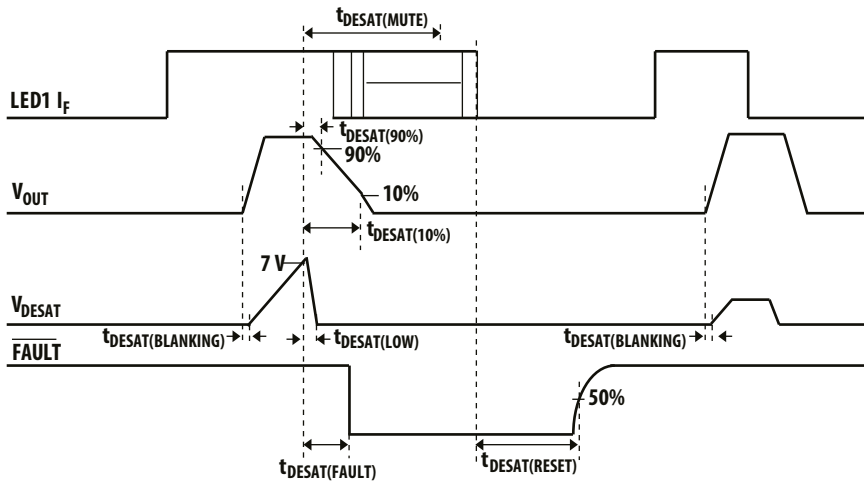 tDESAT(MUTE)
LED1 IF
tDESAT(90%)
90%
VOUT
10%
tDESAT(10%)
7 V
VDESAT
tDESAT(BLANKING)
tDESAT(LOW)
tDESAT(BLANKING)
FAULT
50%
tDESAT(FAULT)
tDESAT(RESET)